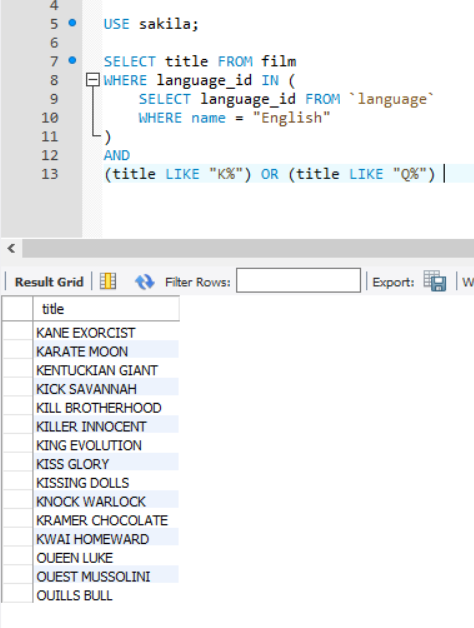 4
5 USE sakila;
6
7 SELECT title FROM film
8 WHERE language_id IN (
9 SELECT language_id FROM `language`
10 WHERE name = "English"
11 )
12 AND
13 (title LIKE "K%") OR (title LIKE "Q%")
Result Grid Filter Rows: Export: W
title
KANE EXORCIST
KARATE MOON
KENTUCKIAN GIANT
KICK SAVANNAH
KILL BROTHERHOOD
KILLER INNOCENT
KING EVOLUTION
KISS GLORY
KISSING DOLLS
KNOCK WARLOCK
KRAMER CHOCOLATE
KWAI HOMEWARD
QUEEN LUKE
QUEST MUSSOLINI
QUILLS BULL